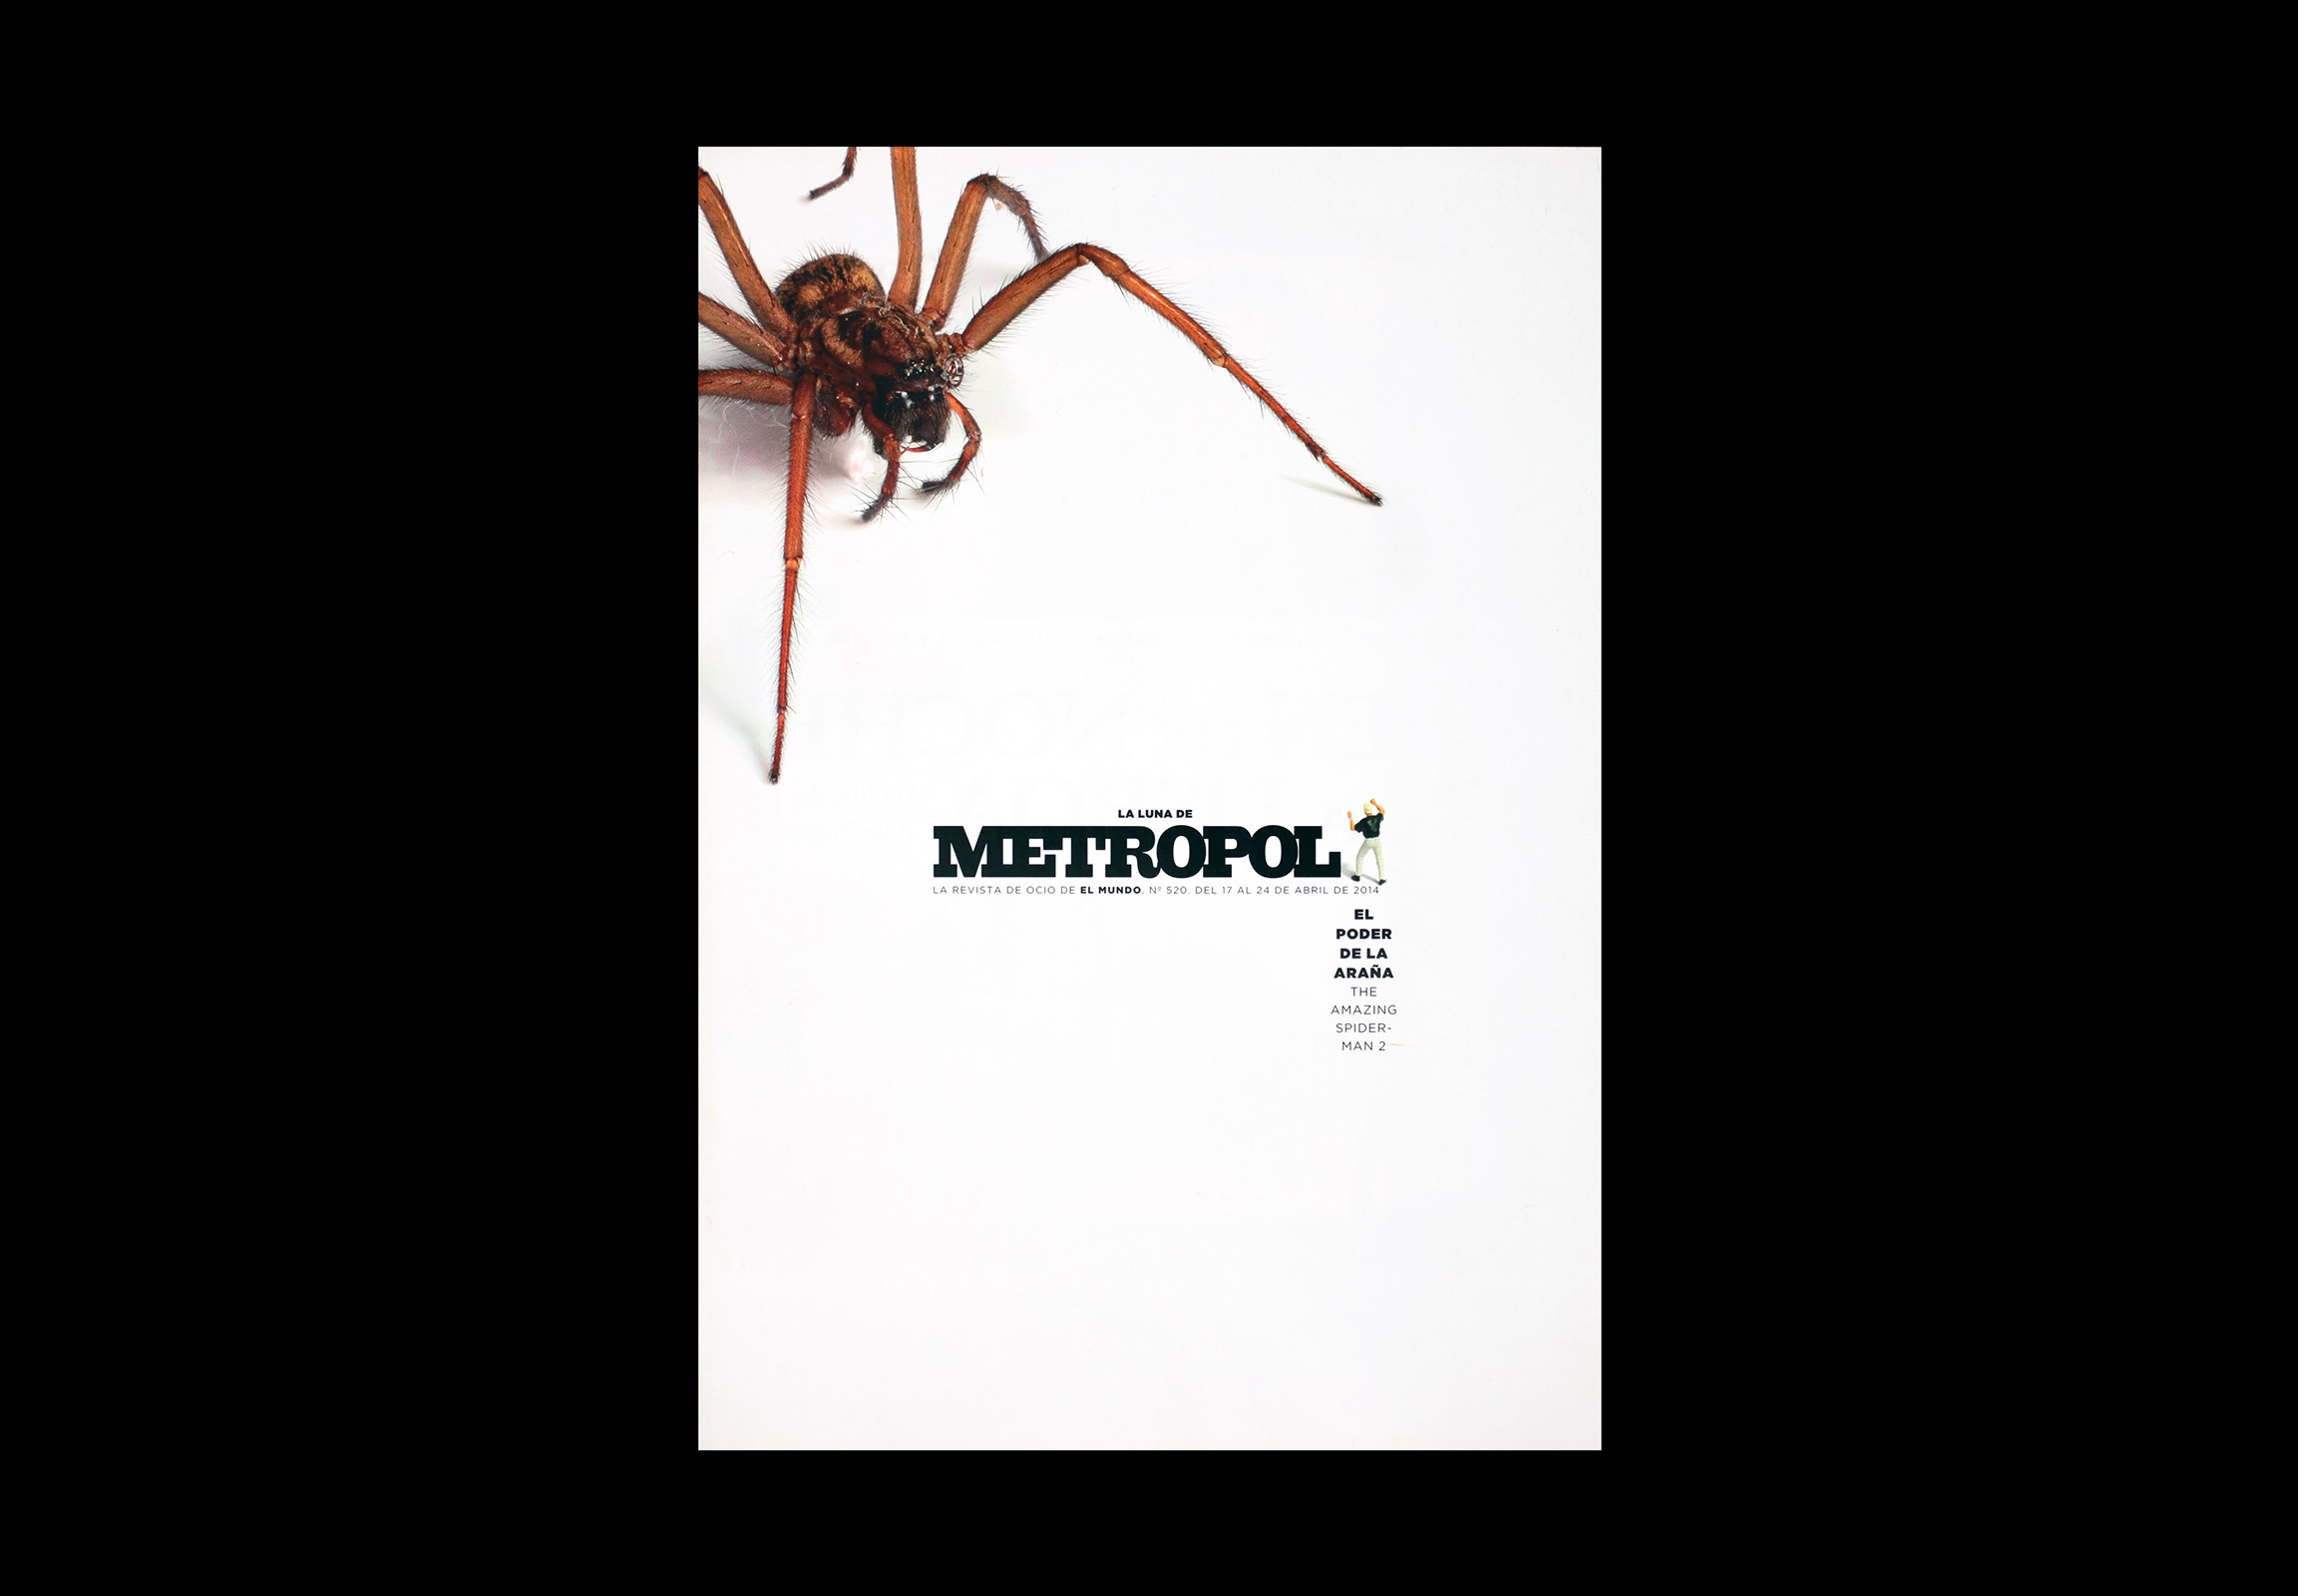 LA LUNA DE
METROPOL
LA REVISTA DE OCIO DE EL MUNDO. Nº 520. DEL 17 AL 24 DE ABRIL DE 2014
EL
PODER
DE LA
ARAÑA
THE
AMAZING
SPIDER-
MAN 2